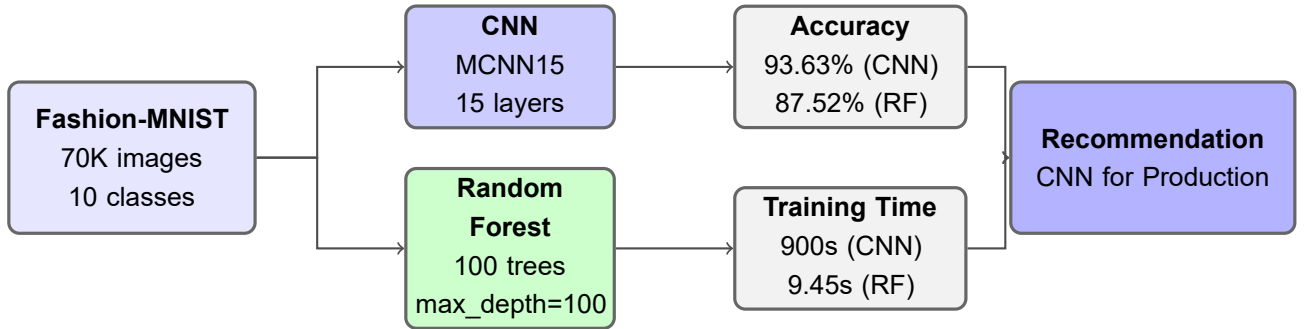 Fashion-MNIST
70K images
10 classes
CNN
MCNN15
15 layers
Random
Forest
100 trees
max_depth=100
Accuracy
93.63% (CNN)
87.52% (RF)
Training Time
900s (CNN)
9.45s (RF)
Recommendation
CNN for Production